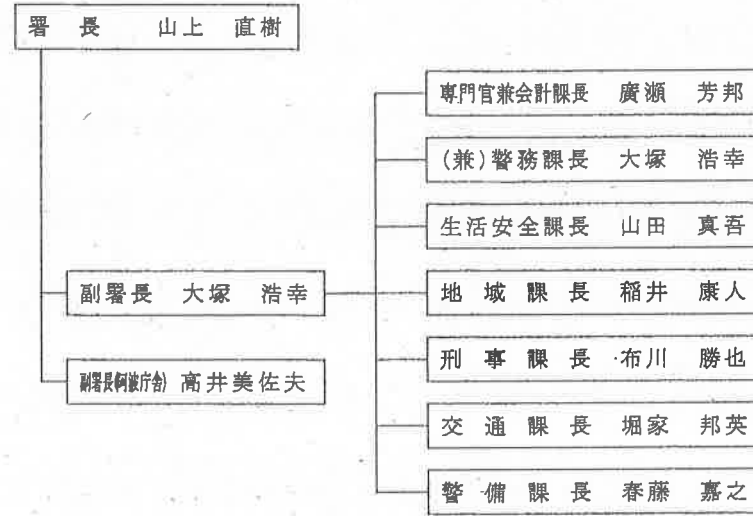 署長 山上 直樹
専門官兼会計課長 廣瀬 芳邦
(兼)警務課長 大塚 浩幸
生活安全課長 山田 真吾
副署長 大塚 浩幸
地域課長 稲井 康人
刑事課長 布川 勝也
副署長(阿波庁舎) 高井美佐夫
交通課長 堀家 邦英
警備課長 春藤 嘉之